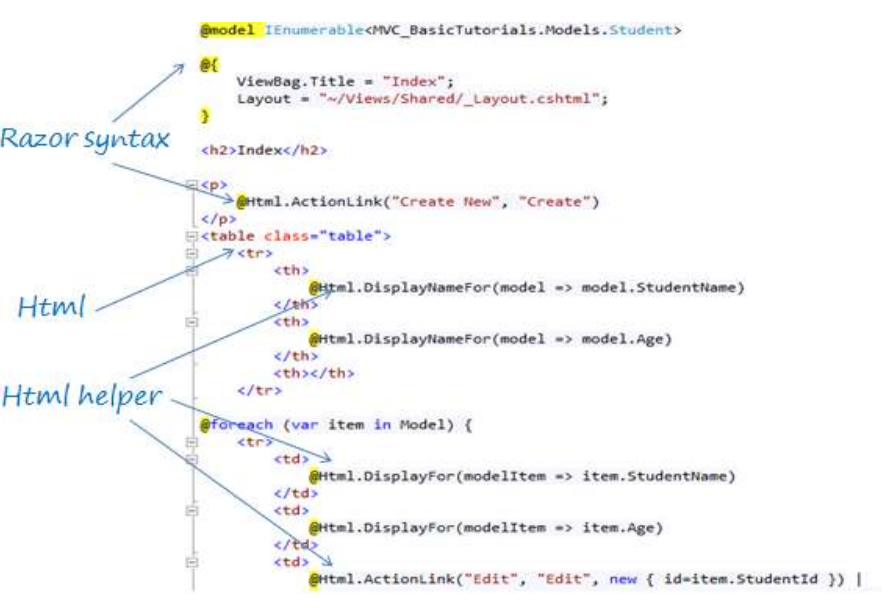 @model IEnumerable<MVC_BasicTutorials.Models.Student>
@{
ViewBag.Title = "Index";
Layout = "~/Views/Shared/_Layout.cshtml";
}
Razor syntax
<h2>Index</h2>
<p>
@Html.ActionLink("Create New", "Create")
</p>
<table class="table">
<tr>
<th>
@Html.DisplayNameFor(model => model.StudentName)
Html
</th>
<th>
@Html.DisplayNameFor(model => model.Age)
</th>
<th></th>
Html helper
</tr>
@foreach (var item in Model) {
<tr>
<td>
@Html.DisplayFor(modelItem => item.StudentName)
</td>
<td>
@Html.DisplayFor(modelItem => item.Age)
</td>
<td>
@Html.ActionLink("Edit", "Edit", new { id=item.StudentId }) |